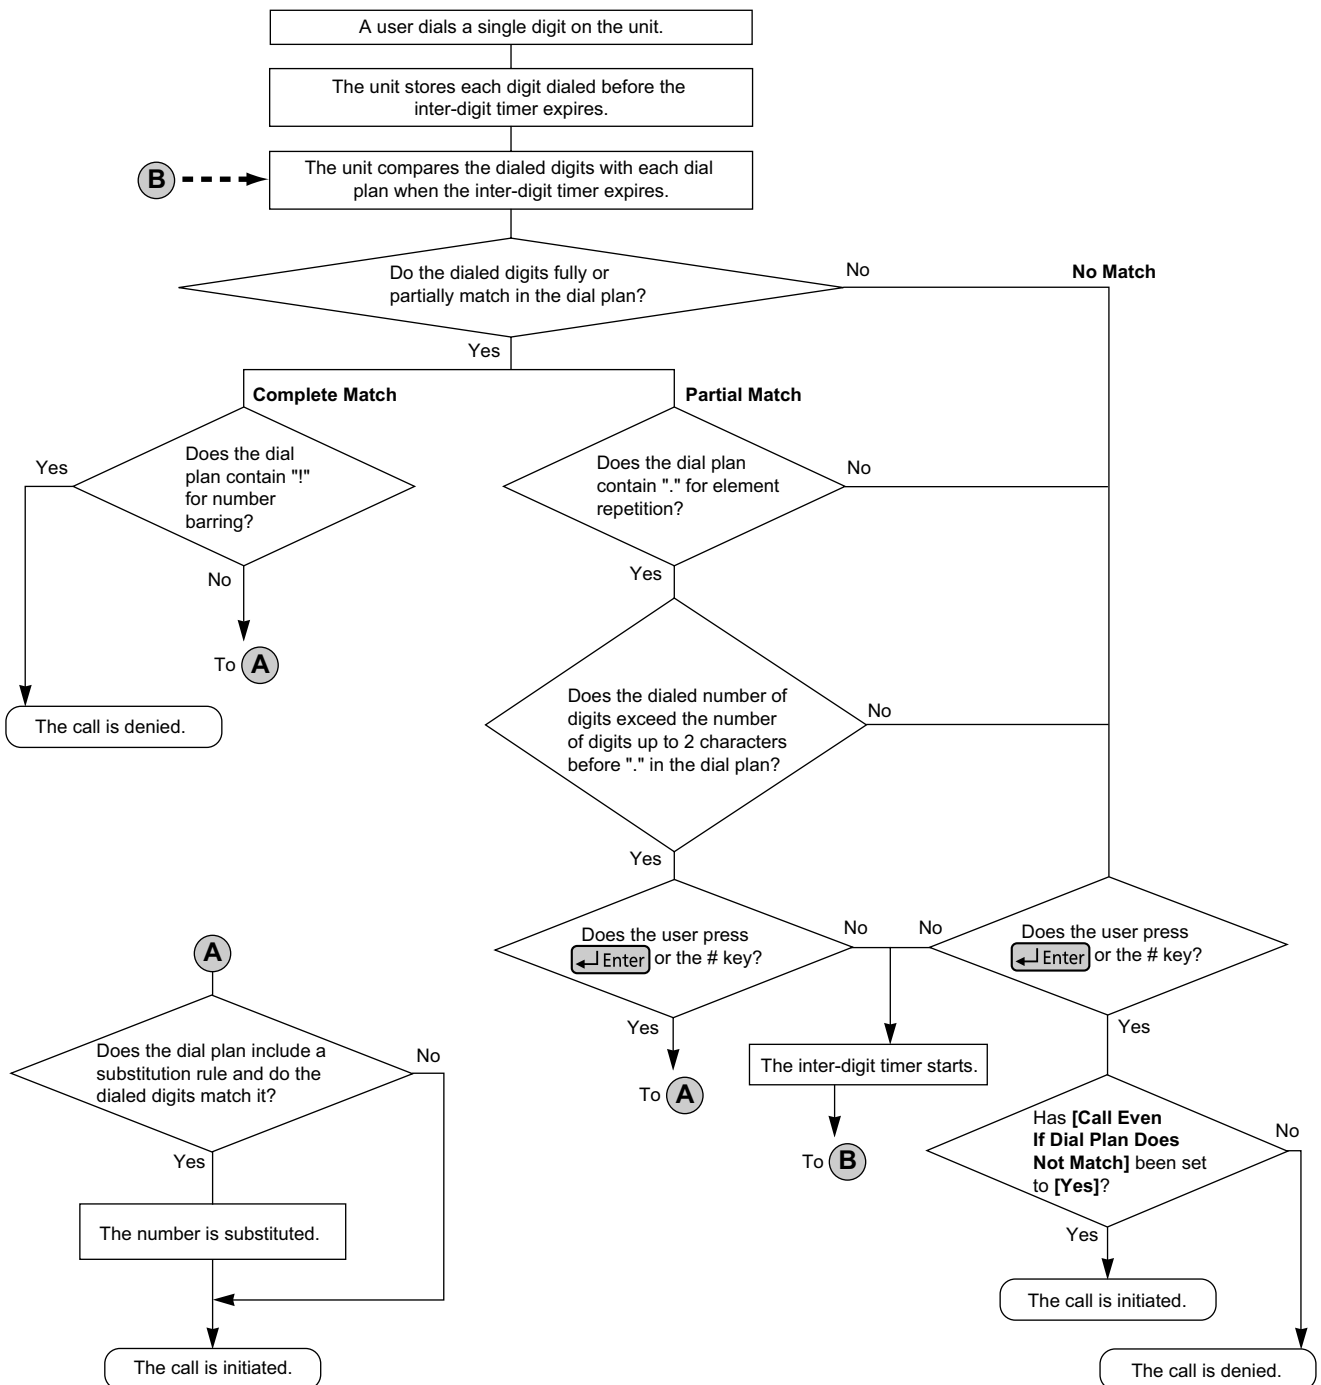 A user dials a single digit on the unit.
The unit stores each digit dialed before the
inter-digit timer expires.
B
The unit compares the dialed digits with each dial
plan when the inter-digit timer expires.
Do the dialed digits fully or
partially match in the dial plan?
No
No Match
Yes
Complete Match
Partial Match
Does the dial
plan contain "!"
for number
barring?
Yes
No
To A
The call is denied.
Does the dial plan
contain "." for element
repetition?
No
Yes
Does the dialed number of
digits exceed the number
of digits up to 2 characters
before "." in the dial plan?
No
Yes
Does the user press
Enter or the # key?
No
Yes
To A
No
Does the user press
Enter or the # key?
Yes
The inter-digit timer starts.
To B
Has [Call Even
If Dial Plan Does
Not Match] been set
to [Yes]?
No
Yes
The call is initiated.
The call is denied.
A
Does the dial plan include a
substitution rule and do the
dialed digits match it?
No
Yes
The number is substituted.
The call is initiated.